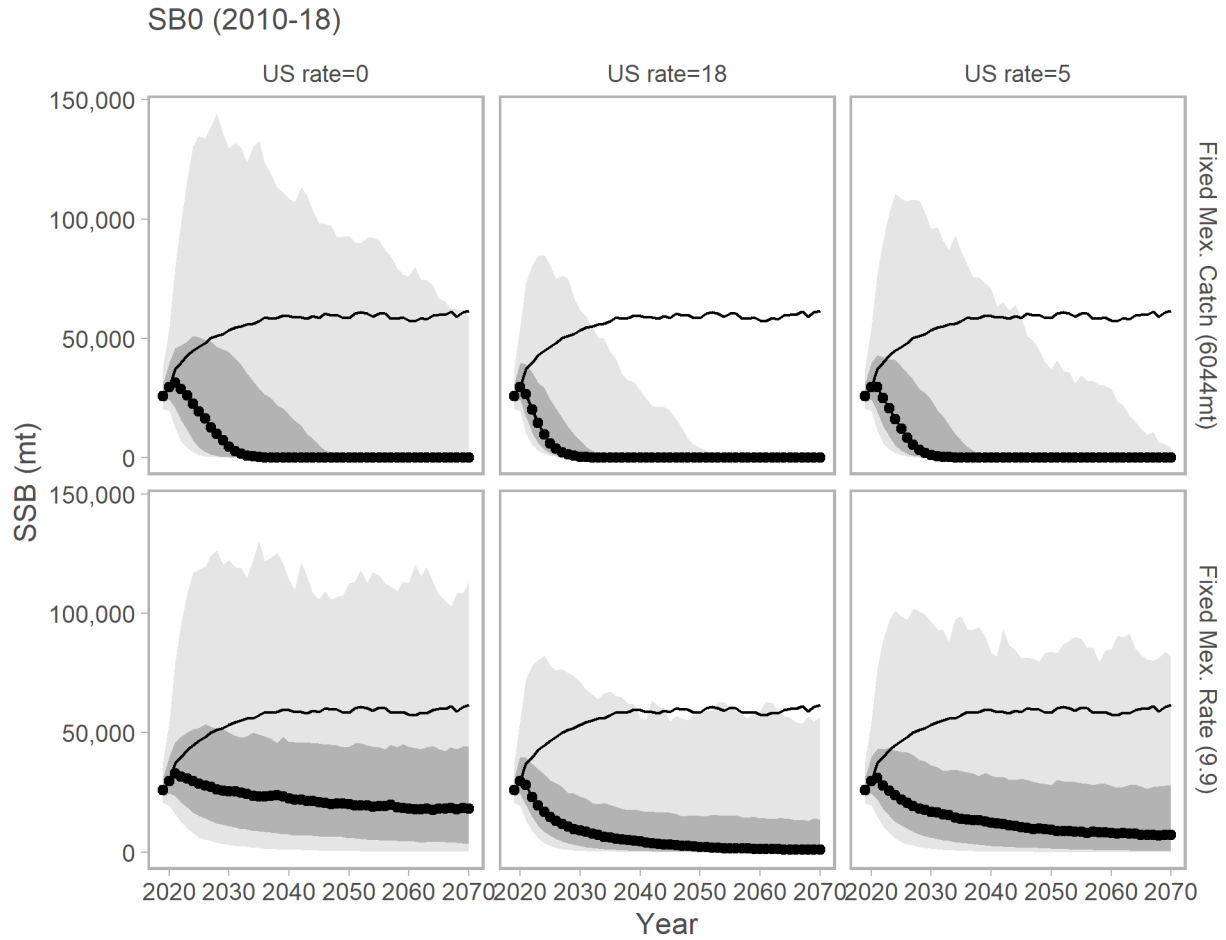 SB0 (2010-18)
US rate=0
US rate=18
US rate=5
150,000
100,000
50,000
0
Fixed Mex. Catch (6044mt)
SSB (mt)
150,000
100,000
50,000
0
Fixed Mex. Rate (9.9)
2020 2030 2040 2050 2060 2070
2020 2030 2040 2050 2060 2070
2020 2030 2040 2050 2060 2070
Year